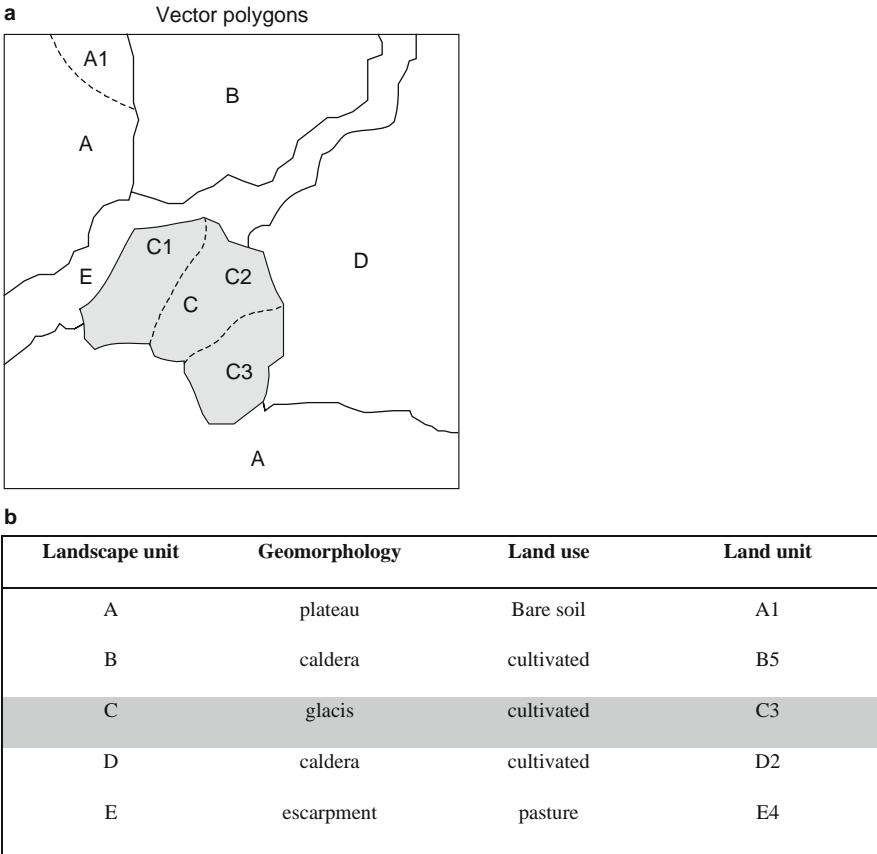 a Vector polygons
A1
B
A
C1
E
C2
D
C
C3
A
b
Landscape unit Geomorphology Land use Land unit
A plateau Bare soil A1
B caldera cultivated B5
C glacis cultivated C3
D caldera cultivated D2
E escarpment pasture E4